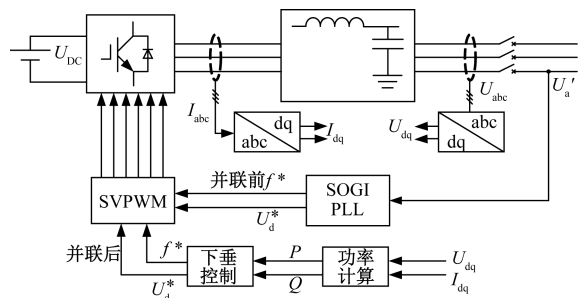 U_DC
I_abc
dq
abc
I_dq
U_dq
abc
dq
U_abc
U_a′
SVPWM
并联前f*
U_d*
SOGI
PLL
并联后
f*
U_d*
下垂
控制
P
Q
功率
计算
U_dq
I_dq